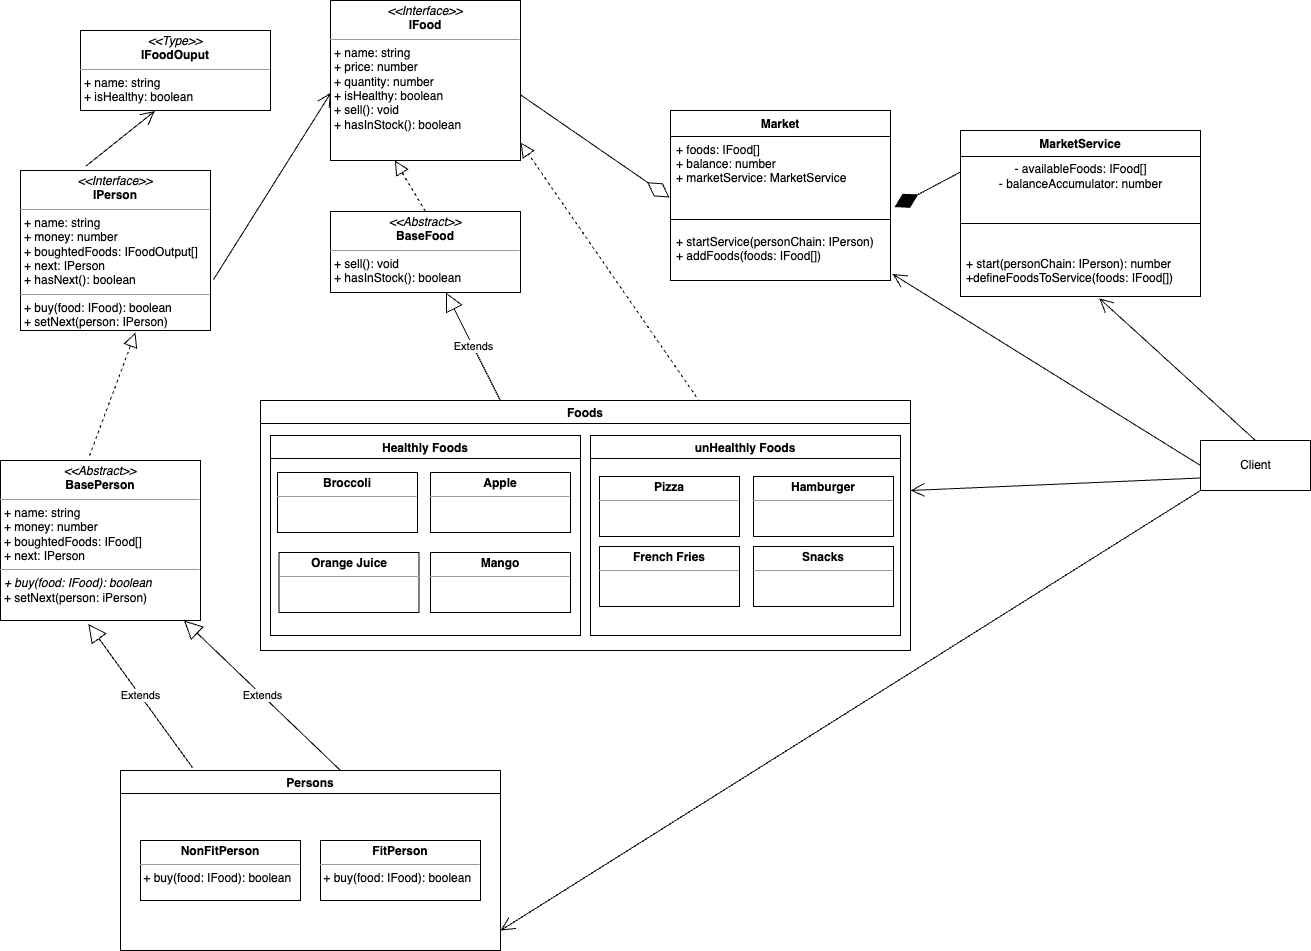 <<Type>>
IFoodOuput
+ name: string
+ isHealthy: boolean
<<Interface>>
IFood
+ name: string
+ price: number
+ quantity: number
+ isHealthy: boolean
+ sell(): void
+ hasInStock(): boolean
Market
+ foods: IFood[]
+ balance: number
+ marketService: MarketService
+ startService(personChain: IPerson)
+ addFoods(foods: IFood[])
MarketService
- availableFoods: IFood[]
- balanceAccumulator: number
+ start(personChain: IPerson): number
+defineFoodsToService(foods: IFood[])
<<Interface>>
IPerson
+ name: string
+ money: number
+ boughtedFoods: IFoodOutput[]
+ next: IPerson
+ hasNext(): boolean
+ buy(food: IFood): boolean
+ setNext(person: IPerson)
<<Abstract>>
BaseFood
+ sell(): void
+ hasInStock(): boolean
Extends
Foods
Healthly Foods
Broccoli
Apple
Orange Juice
Mango
unHealthly Foods
Pizza
Hamburger
French Fries
Snacks
Client
<<Abstract>>
BasePerson
+ name: string
+ money: number
+ boughtedFoods: IFood[]
+ next: IPerson
+ buy(food: IFood): boolean
+ setNext(person: iPerson)
Extends
Extends
Persons
NonFitPerson
+ buy(food: IFood): boolean
FitPerson
+ buy(food: IFood): boolean